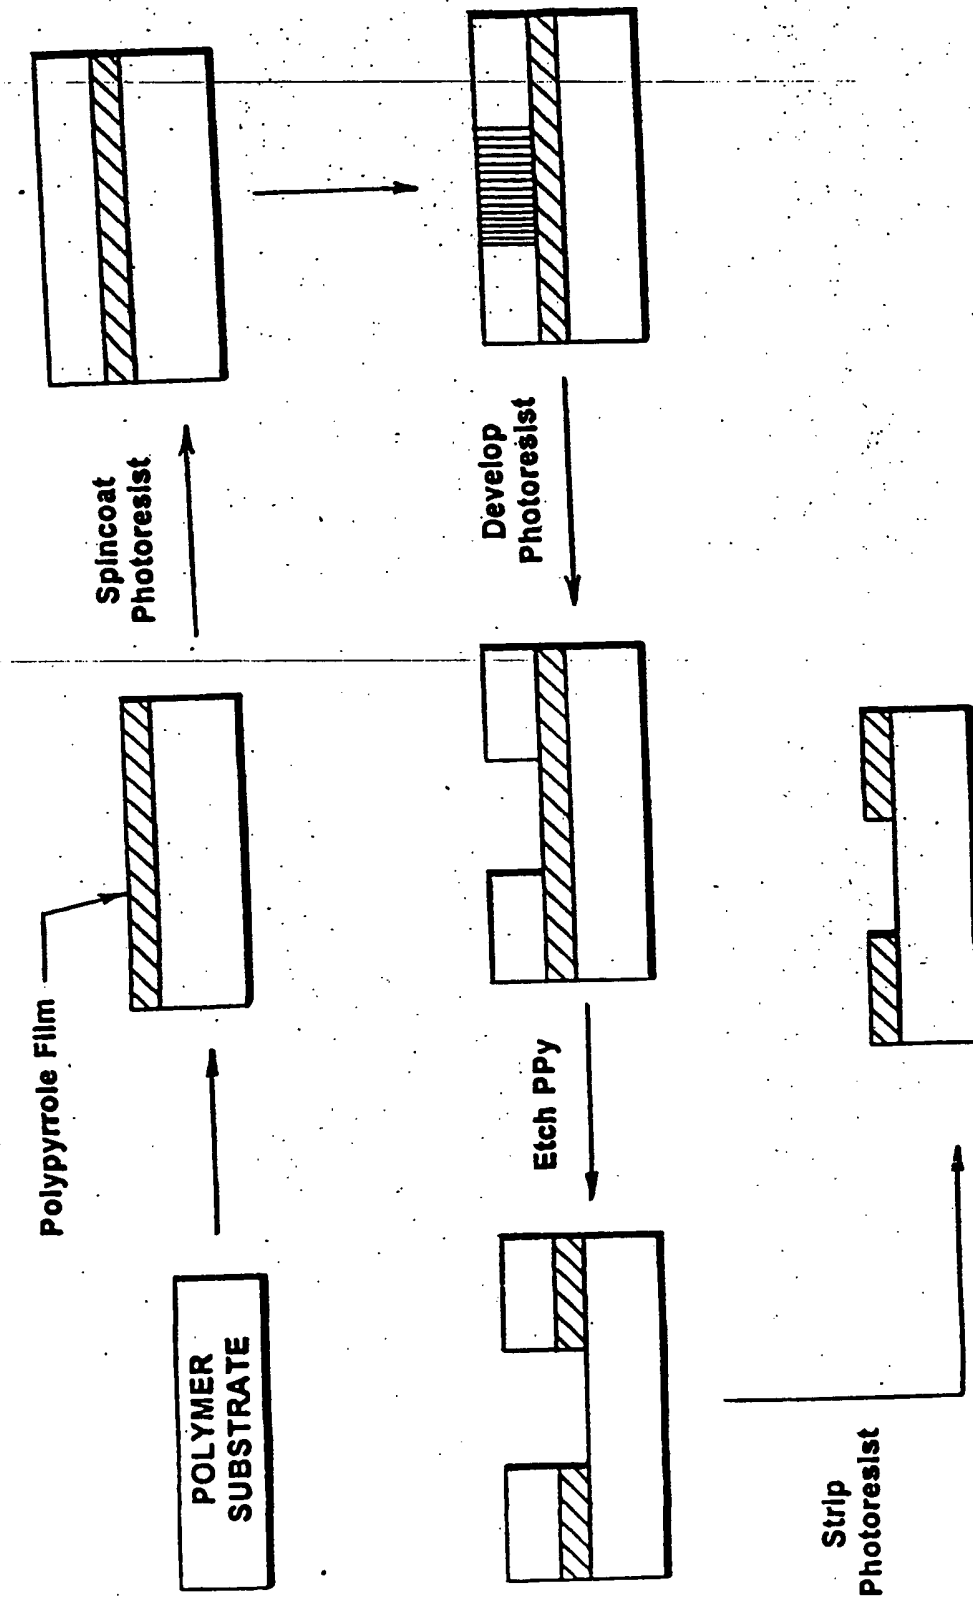 POLYMER
SUBSTRATE
Polypyrrole Film
Spincoat
Photoresist
Develop
Photoresist
Etch PPy
Strip
Photoresist